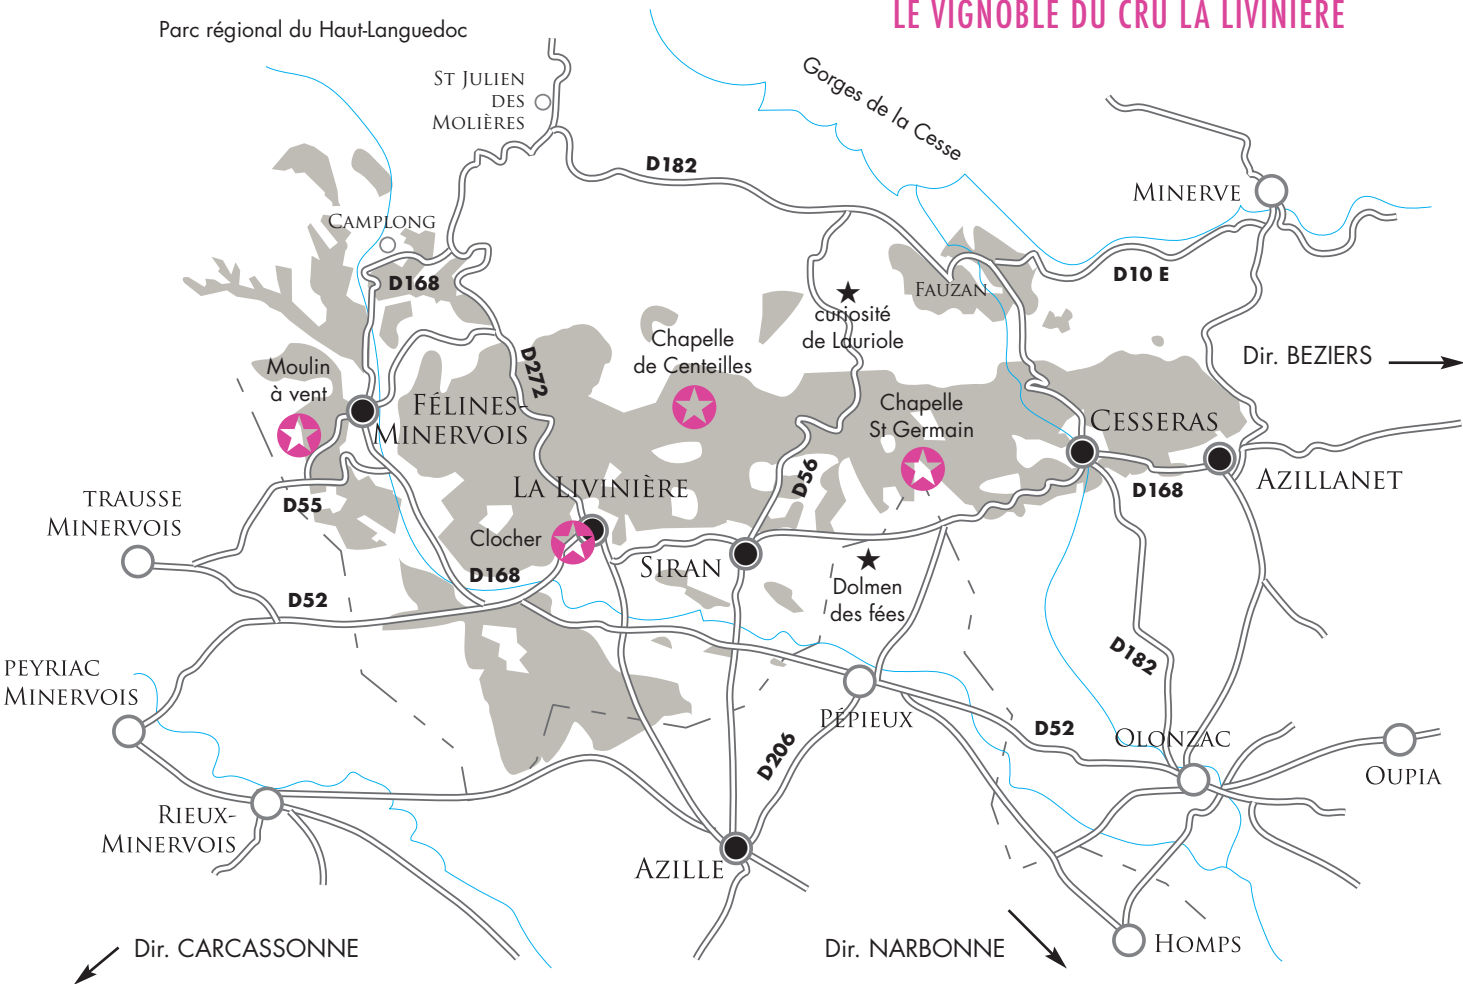 LE VIGNOBLE DU CRU LA LIVINIÈRE
Parc régional du Haut-Languedoc
ST JULIEN
DES
MOLIÈRES
Gorges de la Cesse
D182
MINERVE
CAMPLONG
D168
D10 E
FAUZAN
curiosité
de Lauriole
Chapelle
de Centeilles
Dir. BEZIERS
Moulin
à vent
D272
FÉLINES-
MINERVOIS
Chapelle
St Germain
CESSERAS
AZILLANET
D56
D168
LA LIVINIÈRE
D55
TRAUSSE
MINERVOIS
Clocher
SIRAN
D168
Dolmen
des fées
D52
D182
PEYRIAC
MINERVOIS
PÉPIEUX
D52
OLONZAC
D206
OUPIA
RIEUX-
MINERVOIS
AZILLE
Dir. CARCASSONNE
Dir. NARBONNE
HOMPS